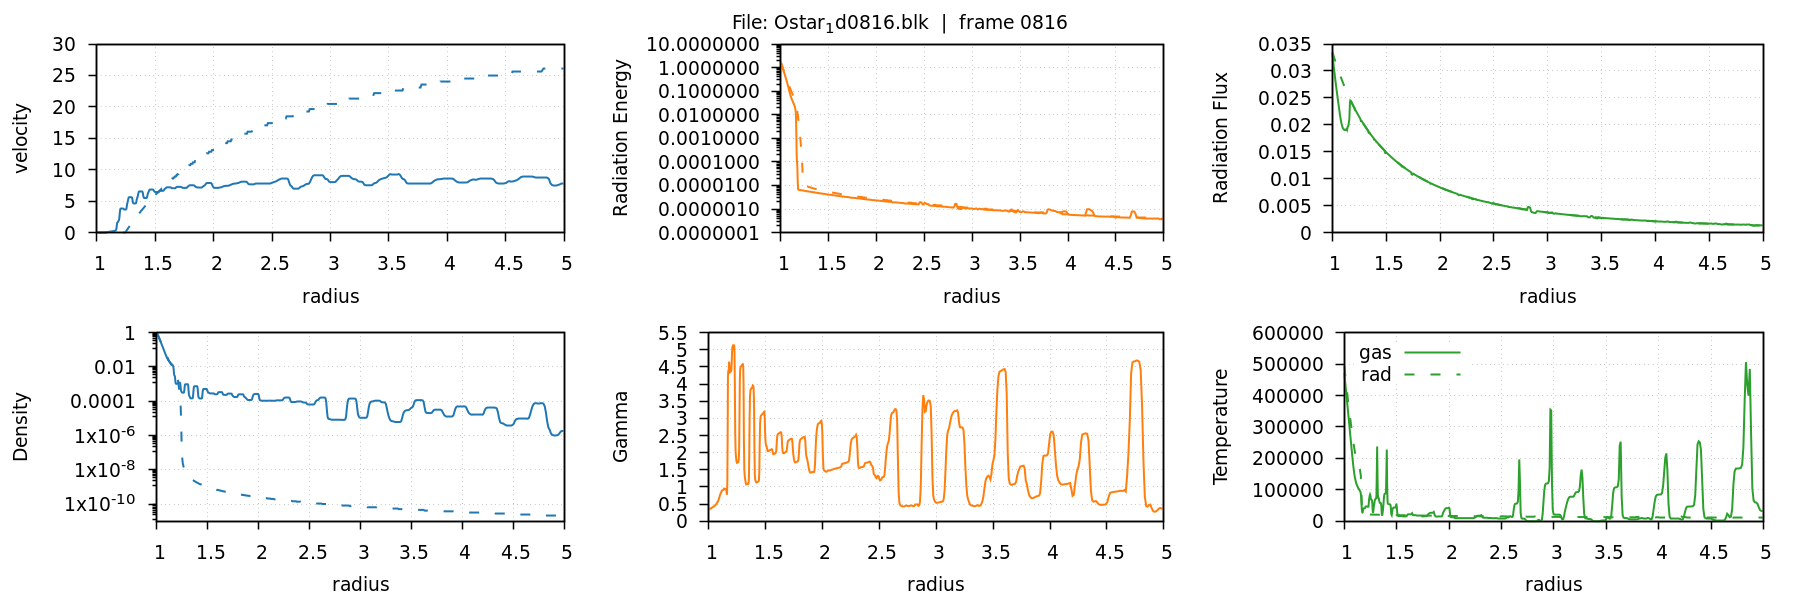 File: Ostar₁d0816.blk | frame 0816
velocity
30
25
20
15
10
5
0
1 1.5 2 2.5 3 3.5 4 4.5 5
radius
Radiation Energy
10.0000000
1.0000000
0.1000000
0.0100000
0.0010000
0.0001000
0.0000100
0.0000010
0.0000001
1 1.5 2 2.5 3 3.5 4 4.5 5
radius
Radiation Flux
0.035
0.03
0.025
0.02
0.015
0.01
0.005
0
1 1.5 2 2.5 3 3.5 4 4.5 5
radius
Density
1
0.01
0.0001
1x10⁻⁶
1x10⁻⁸
1x10⁻¹⁰
1 1.5 2 2.5 3 3.5 4 4.5 5
radius
Gamma
5.5
5
4.5
4
3.5
3
2.5
2
1.5
1
0.5
0
1 1.5 2 2.5 3 3.5 4 4.5 5
radius
Temperature
600000
500000
400000
300000
200000
100000
0
gas
rad
1 1.5 2 2.5 3 3.5 4 4.5 5
radius